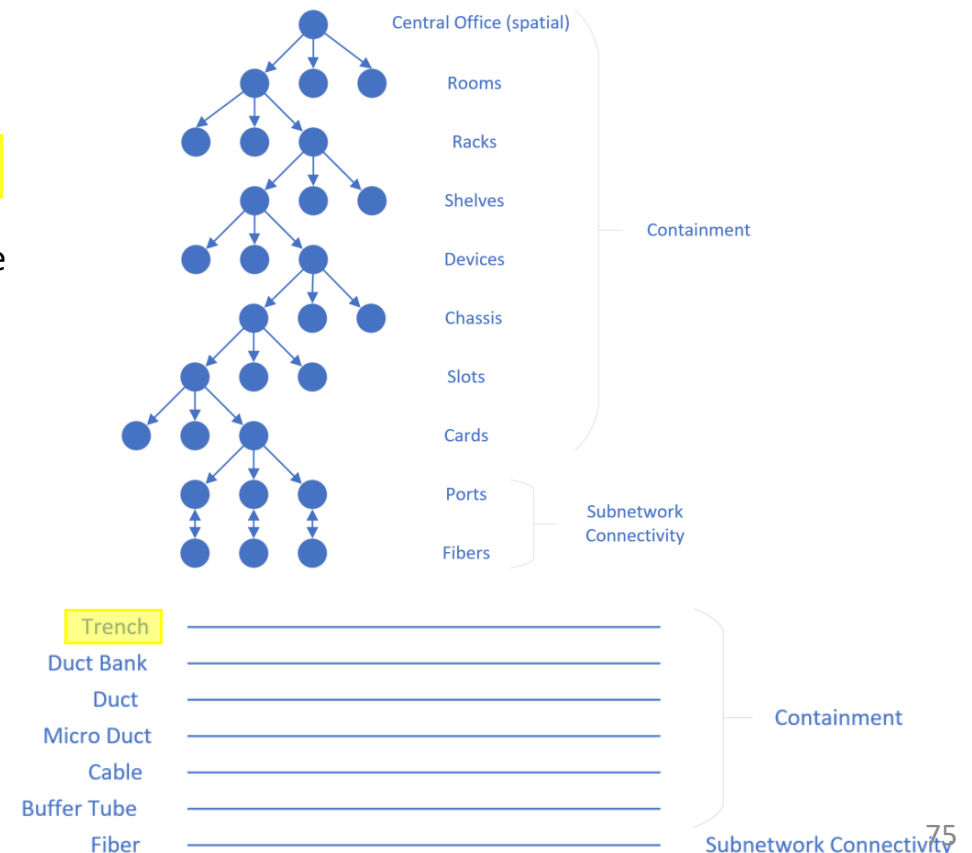 Central Office (spatial)
Rooms
Racks
Shelves
e
Containment
Devices
Chassis
Slots
Cards
Ports
Subnetwork
Connectivity
Fibers
Trench
Duct Bank
Duct
Containment
Micro Duct
Cable
Buffer Tube
Fiber
Subnetwork Connectivity
75